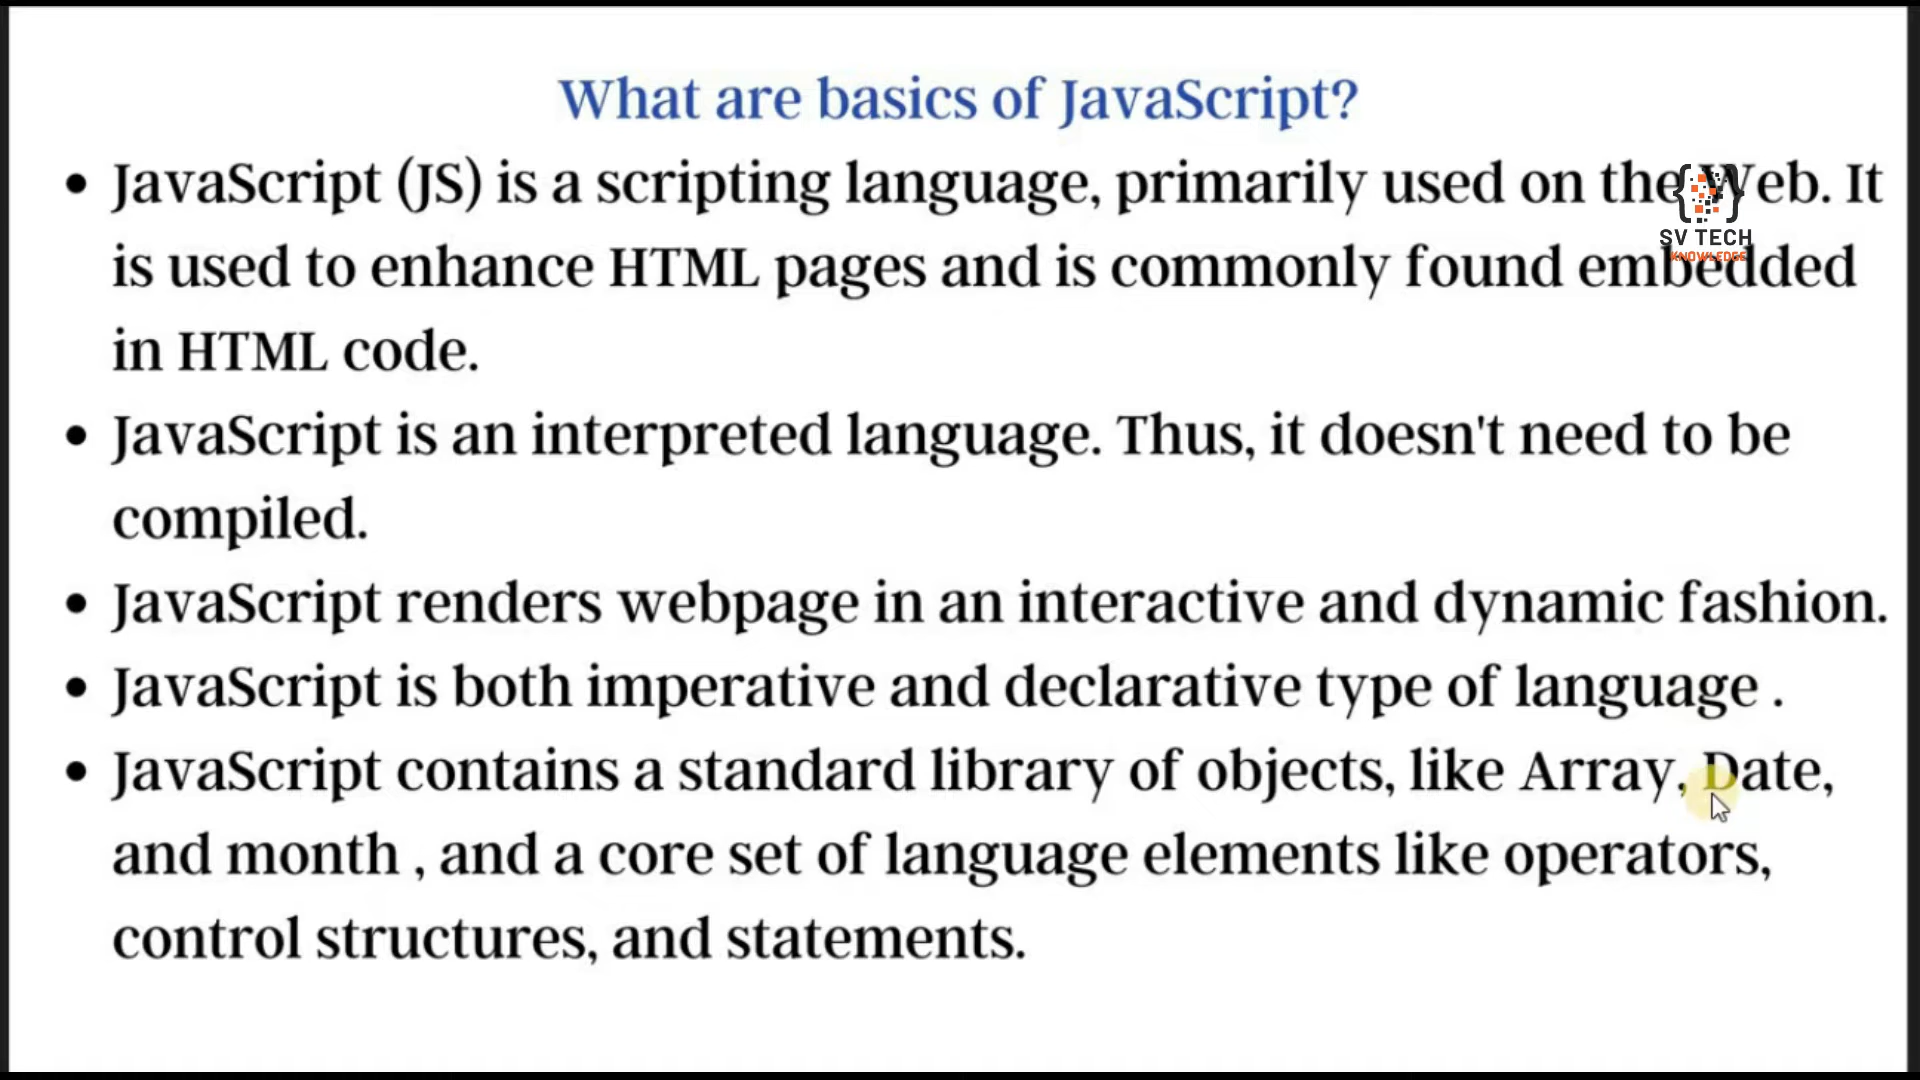 What are basics of JavaScript?
• JavaScript (JS) is a scripting language, primarily used on the Web. It
is used to enhance HTML pages and is commonly found embedded
in HTML code.
• JavaScript is an interpreted language. Thus, it doesn't need to be
compiled.
• JavaScript renders webpage in an interactive and dynamic fashion.
• JavaScript is both imperative and declarative type of language .
• JavaScript contains a standard library of objects, like Array, Date,
and month , and a core set of language elements like operators,
control structures, and statements.
{ }
SV TECH
KNOWLEDGE